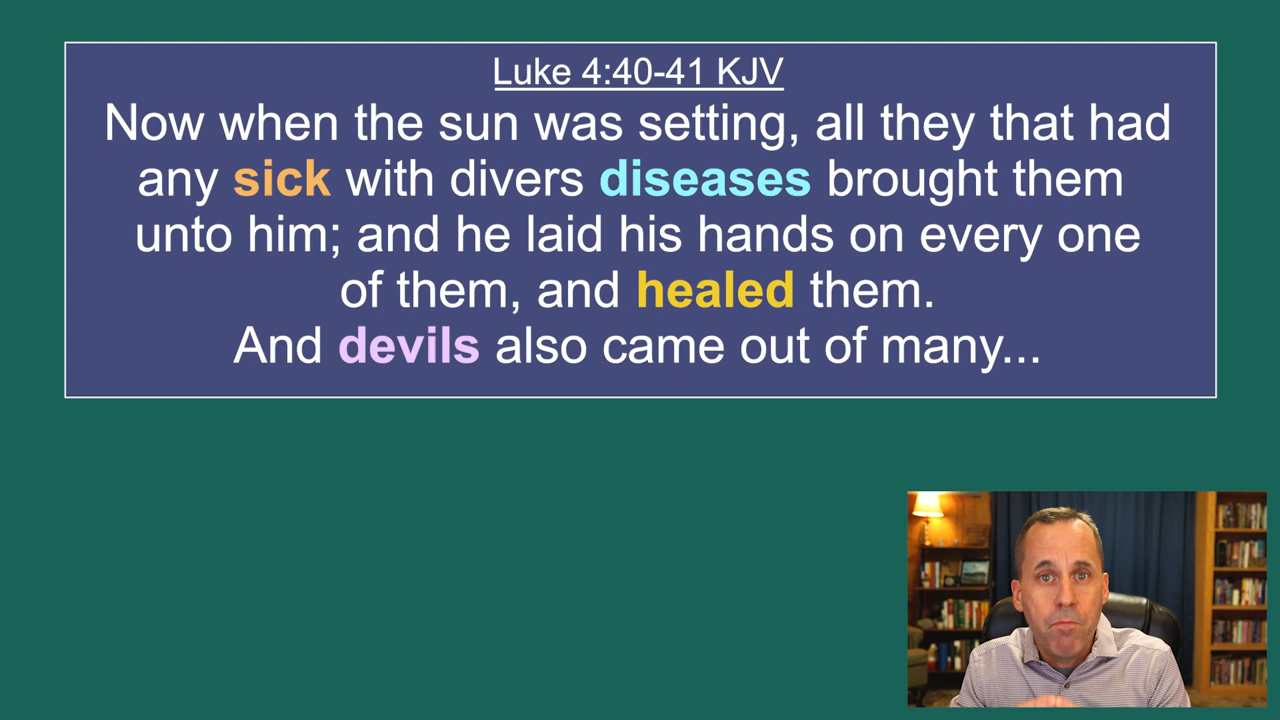 Luke 4:40-41 KJV
Now when the sun was setting, all they that had
any sick with divers diseases brought them
unto him; and he laid his hands on every one
of them, and healed them.
And devils also came out of many...